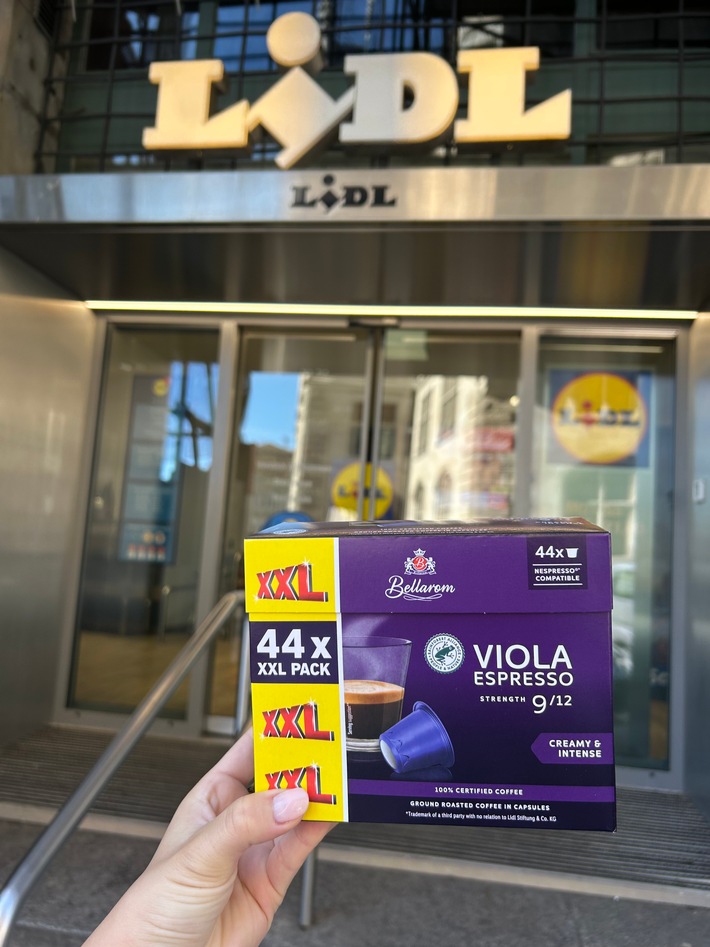 LiDL
LiDL
LiDL
LiDL
XXL
Bellarom
44x
NESPRESSO®*
COMPATIBLE
44 x
XXL PACK
VIOLA
ESPRESSO
STRENGTH 9/12
XXL
CREAMY &
INTENSE
XXL
100% CERTIFIED COFFEE
GROUND ROASTED COFFEE IN CAPSULES
*Trademark of a third party with no relation to Lidl Stiftung & Co. KG